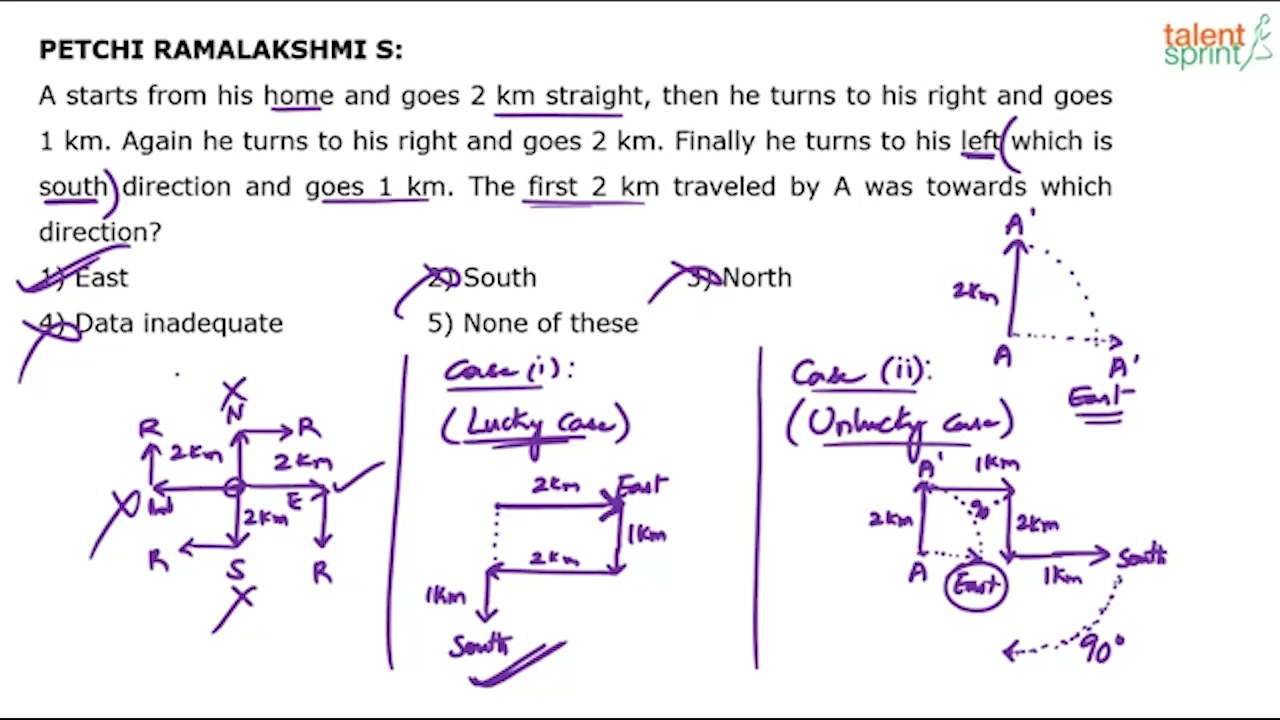 PETCHI RAMALAKSHMI S:
talent
sprint
A starts from his home and goes 2 km straight, then he turns to his right and goes
1 km. Again he turns to his right and goes 2 km. Finally he turns to his left (which is
south) direction and goes 1 km. The first 2 km traveled by A was towards which
direction?
1) East
2) South
3) North
4) Data inadequate
5) None of these
A'
2km
A
A'
East
X
N
R
R
2km
2km
W
E
2km
R
S
R
X
Case (i):
(Lucky Case)
2km
East
1km
2km
1km
South
Case (ii):
(Unlucky Case)
A'
1km
2km
90
2km
A
East
1km
South
90°